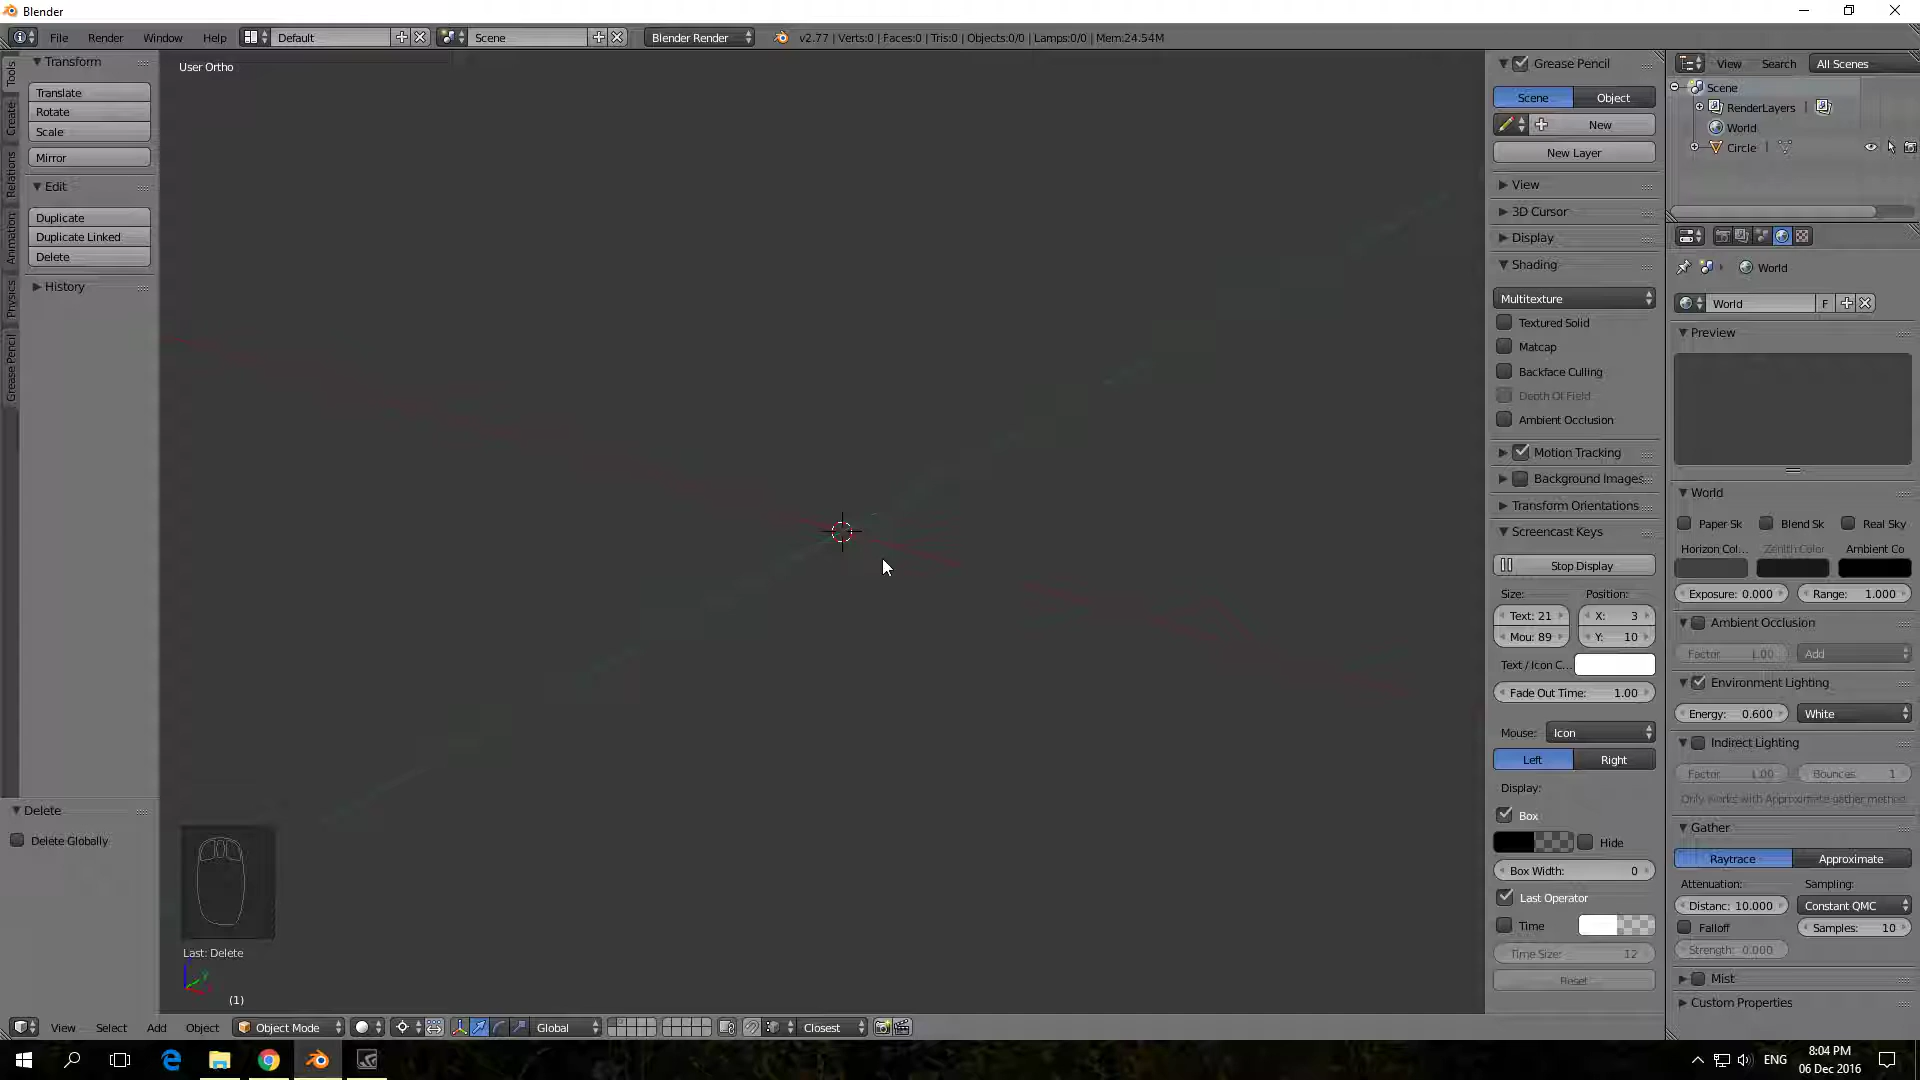 Blender
File Render Window Help Default Scene Blender Render v2.77 | Verts:0 | Faces:0 | Tris:0 | Objects:0/0 | Lamps:0/0 | Mem:24.54M
Tools
Create
Relations
Animation
Physics
Grease Pencil
Transform
Translate
Rotate
Scale
Mirror
Edit
Duplicate
Duplicate Linked
Delete
History
Delete
Delete Globally
User Ortho
Last: Delete
(1)
View Select Add Object Object Mode Global Closest
Grease Pencil
Scene Object
New
New Layer
View
3D Cursor
Display
Shading
Multitexture
Textured Solid
Matcap
Backface Culling
Depth Of Field
Ambient Occlusion
Motion Tracking
Background Images
Transform Orientations
Screencast Keys
Stop Display
Size: Position:
Text: 21 X: 3
Mou: 89 Y: 10
Text / Icon C...
Fade Out Time: 1.00
Mouse: Icon
Left Right
Display:
Box
Hide
Box Width: 0
Last Operator
Time
Time Size: 12
Reset
View Search All Scenes
Scene
RenderLayers
World
Circle
World
World F
Preview
World
Paper Sk Blend Sk Real Sky
Horizon Col... Zenith Color Ambient Co
Exposure: 0.000 Range: 1.000
Ambient Occlusion
Factor 1.00 Add
Environment Lighting
Energy: 0.600 White
Indirect Lighting
Factor 1.00 Bounces 1
Only works with Approximate gather method
Gather
Raytrace Approximate
Attenuation: Sampling:
Distanc: 10.000 Constant QMC
Falloff Samples: 10
Strength: 0.000
Mist
Custom Properties
ENG
8:04 PM
06 Dec 2016